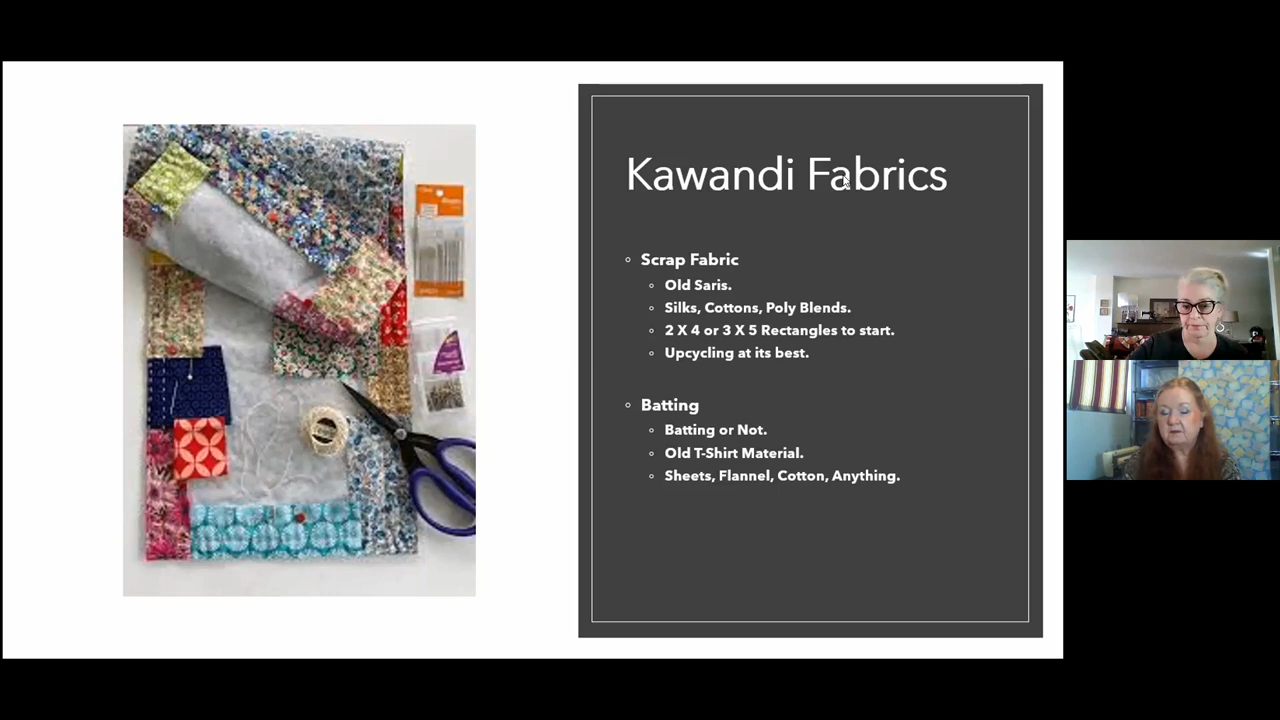 Kawandi Fabrics
Scrap Fabric
Old Saris.
Silks, Cottons, Poly Blends.
2 X 4 or 3 X 5 Rectangles to start.
Upcycling at its best.
Batting
Batting or Not.
Old T-Shirt Material.
Sheets, Flannel, Cotton, Anything.